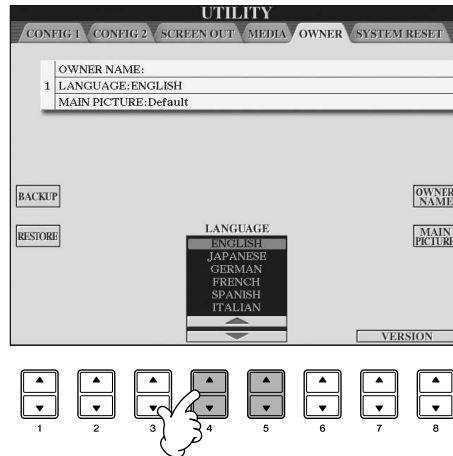 UTILITY
CONFIG 1 CONFIG 2 SCREEN OUT MEDIA OWNER SYSTEM RESET
OWNER NAME:
1 LANGUAGE:ENGLISH
MAIN PICTURE:Default
BACKUP
OWNER
NAME
RESTORE
MAIN
PICTURE
LANGUAGE
ENGLISH
JAPANESE
GERMAN
FRENCH
SPANISH
ITALIAN
VERSION
1 2 3 4 5 6 7 8